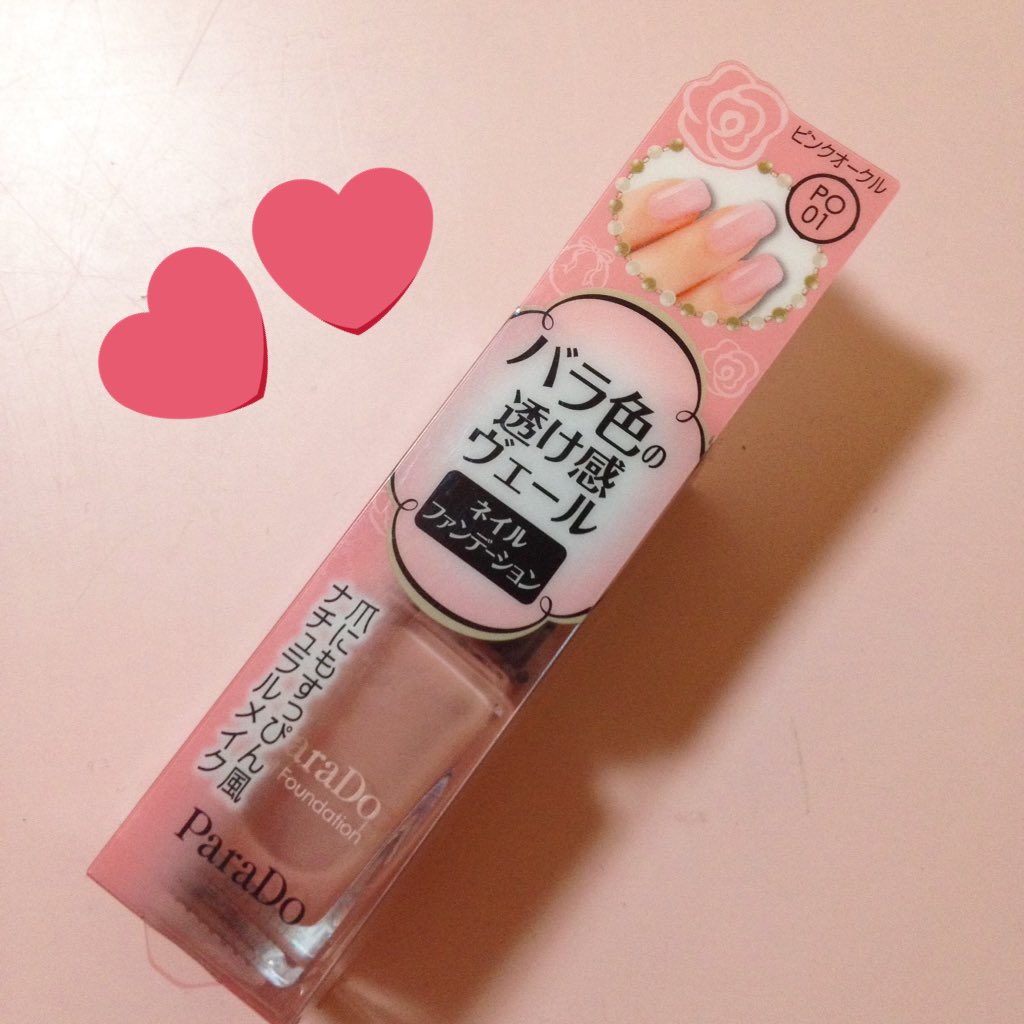 ピンクオークル
PO
01
バラ色の
透け感
ヴェール
ネイル
ファンデーション
爪にもすっぴん風
ナチュラルメイク
araDo
Foundation
ParaDo